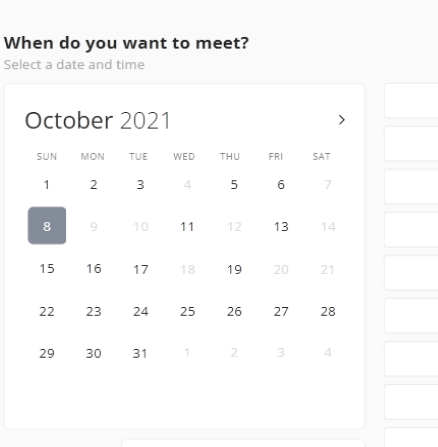 When do you want to meet?
Select a date and time
October 2021
SUN MON TUE WED THU FRI SAT
1 2 3 4 5 6 7
8 9 10 11 12 13 14
15 16 17 18 19 20 21
22 23 24 25 26 27 28
29 30 31 1 2 3 4